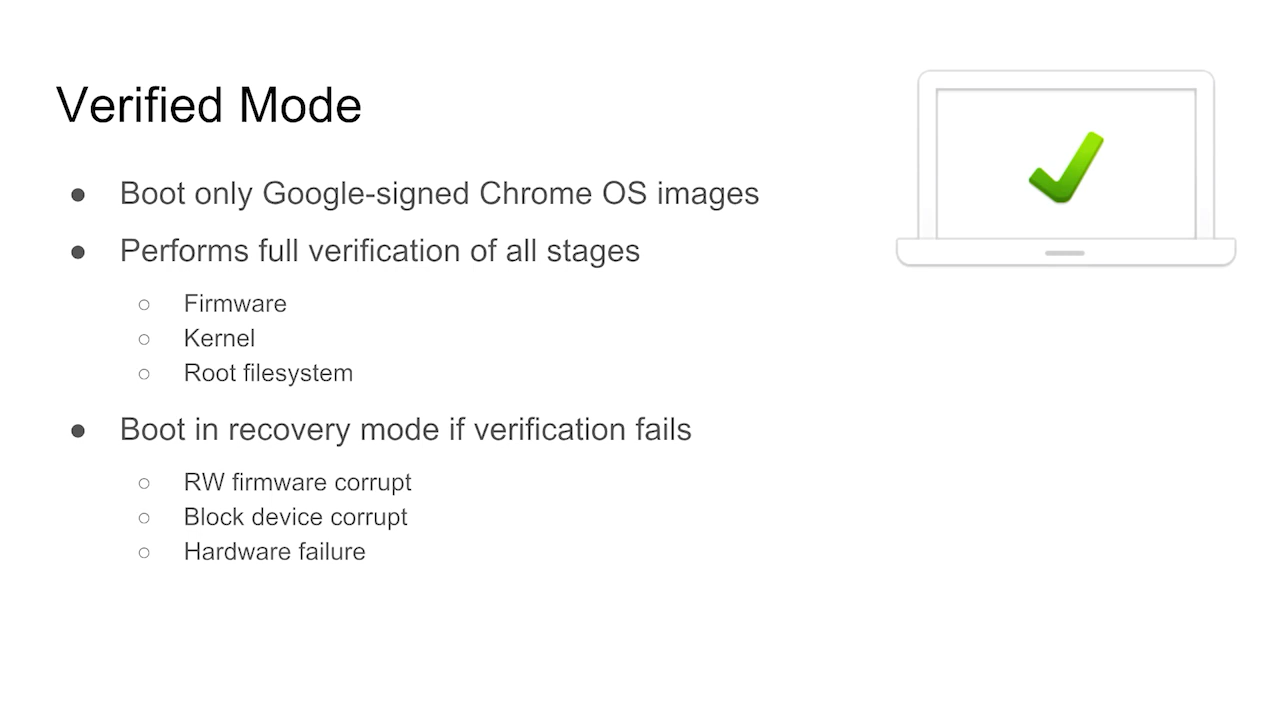 Verified Mode
● Boot only Google-signed Chrome OS images
● Performs full verification of all stages
○ Firmware
○ Kernel
○ Root filesystem
● Boot in recovery mode if verification fails
○ RW firmware corrupt
○ Block device corrupt
○ Hardware failure